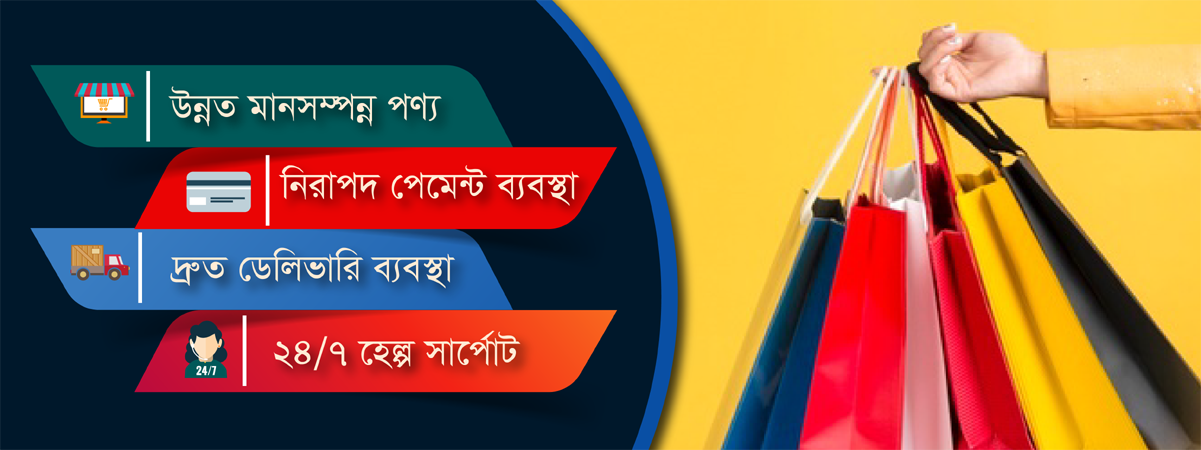 উন্নত মানসম্পন্ন পণ্য
নিরাপদ পেমেন্ট ব্যবস্থা
দ্রুত ডেলিভারি ব্যবস্থা
24/7
২৪/৭ হেল্প সার্পোট